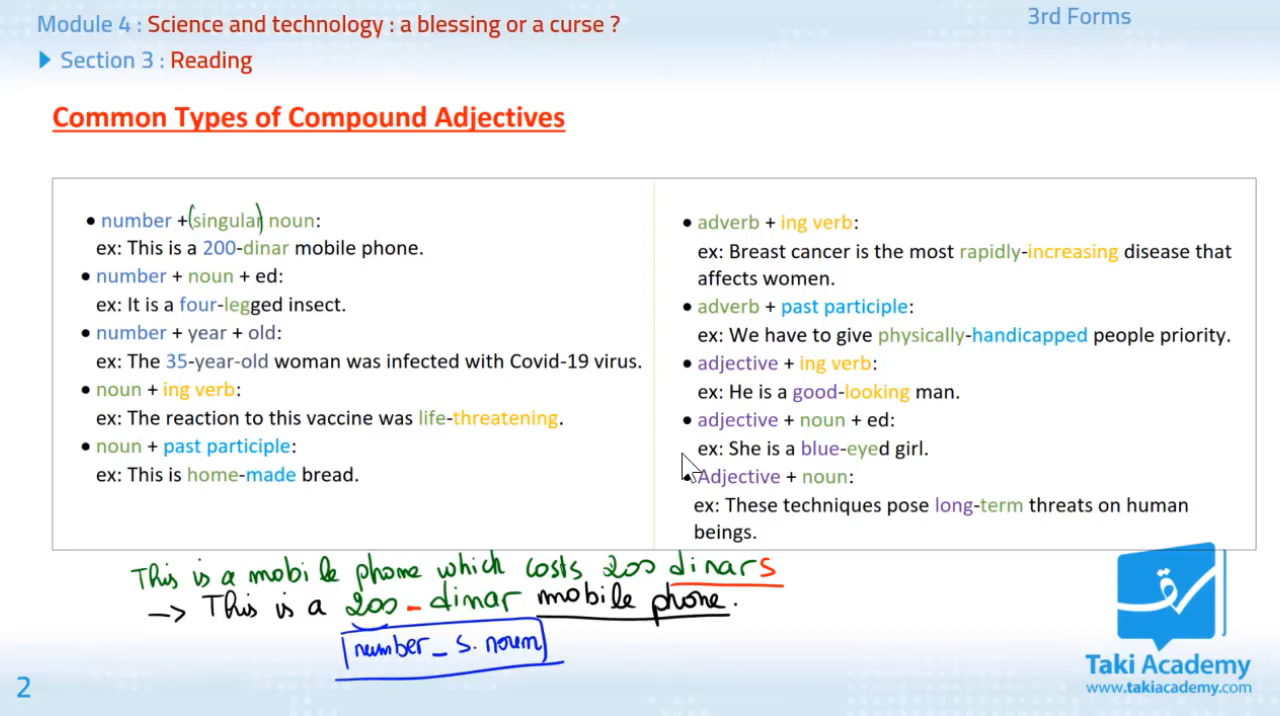 Module 4 : Science and technology : a blessing or a curse ?
3rd Forms
Section 3 : Reading
Common Types of Compound Adjectives
• number +(singular) noun:
ex: This is a 200-dinar mobile phone.
• number + noun + ed:
ex: It is a four-legged insect.
• number + year + old:
ex: The 35-year-old woman was infected with Covid-19 virus.
• noun + ing verb:
ex: The reaction to this vaccine was life-threatening.
• noun + past participle:
ex: This is home-made bread.
• adverb + ing verb:
ex: Breast cancer is the most rapidly-increasing disease that
affects women.
• adverb + past participle:
ex: We have to give physically-handicapped people priority.
• adjective + ing verb:
ex: He is a good-looking man.
• adjective + noun + ed:
ex: She is a blue-eyed girl.
• Adjective + noun:
ex: These techniques pose long-term threats on human
beings.
This is a mobile phone which costs 200 dinars
→ This is a 200 - dinar mobile phone.
number - s. noun
Taki Academy
www.takiacademy.com
2